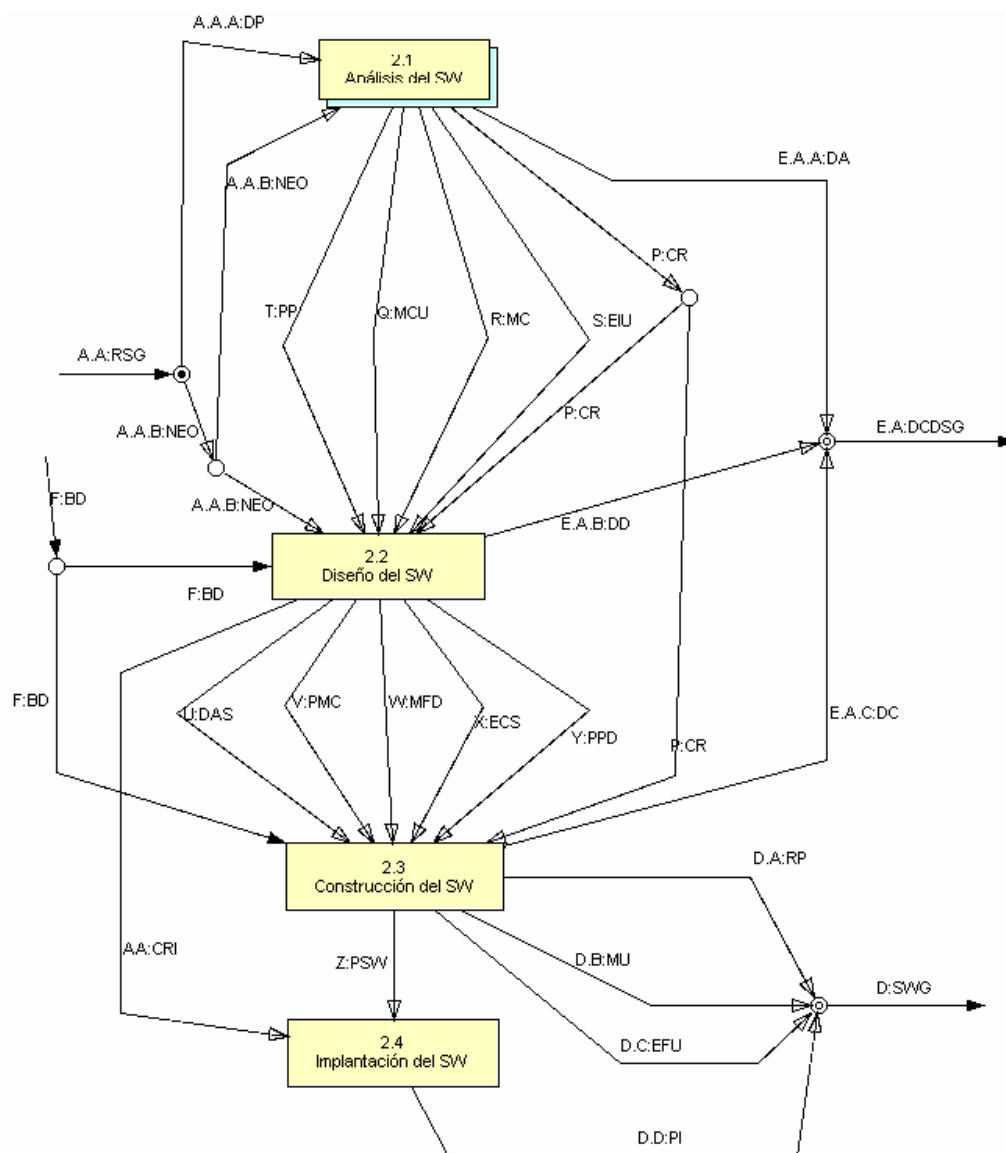 A.A.A:DP
2.1
Análisis del SW
A.A.B:NEO
E.A.A:DA
P:CR
T:PP
Q:MCU
R:MC
S:EIU
A.A:RSG
P:CR
A.A.B:NEO
E.A:DCDSG
A.A.B:NEO
F:BD
E.A.B:DD
2.2
Diseño del SW
F:BD
F:BD
U:DAS
V:PMC
W:MFD
X:ECS
Y:PPD
P:CR
E.A.C:DC
2.3
Construcción del SW
D.A:RP
AA:CRI
Z:PSW
D.B:MU
D:SWG
2.4
Implantación del SW
D.C:EFU
D.D:PI